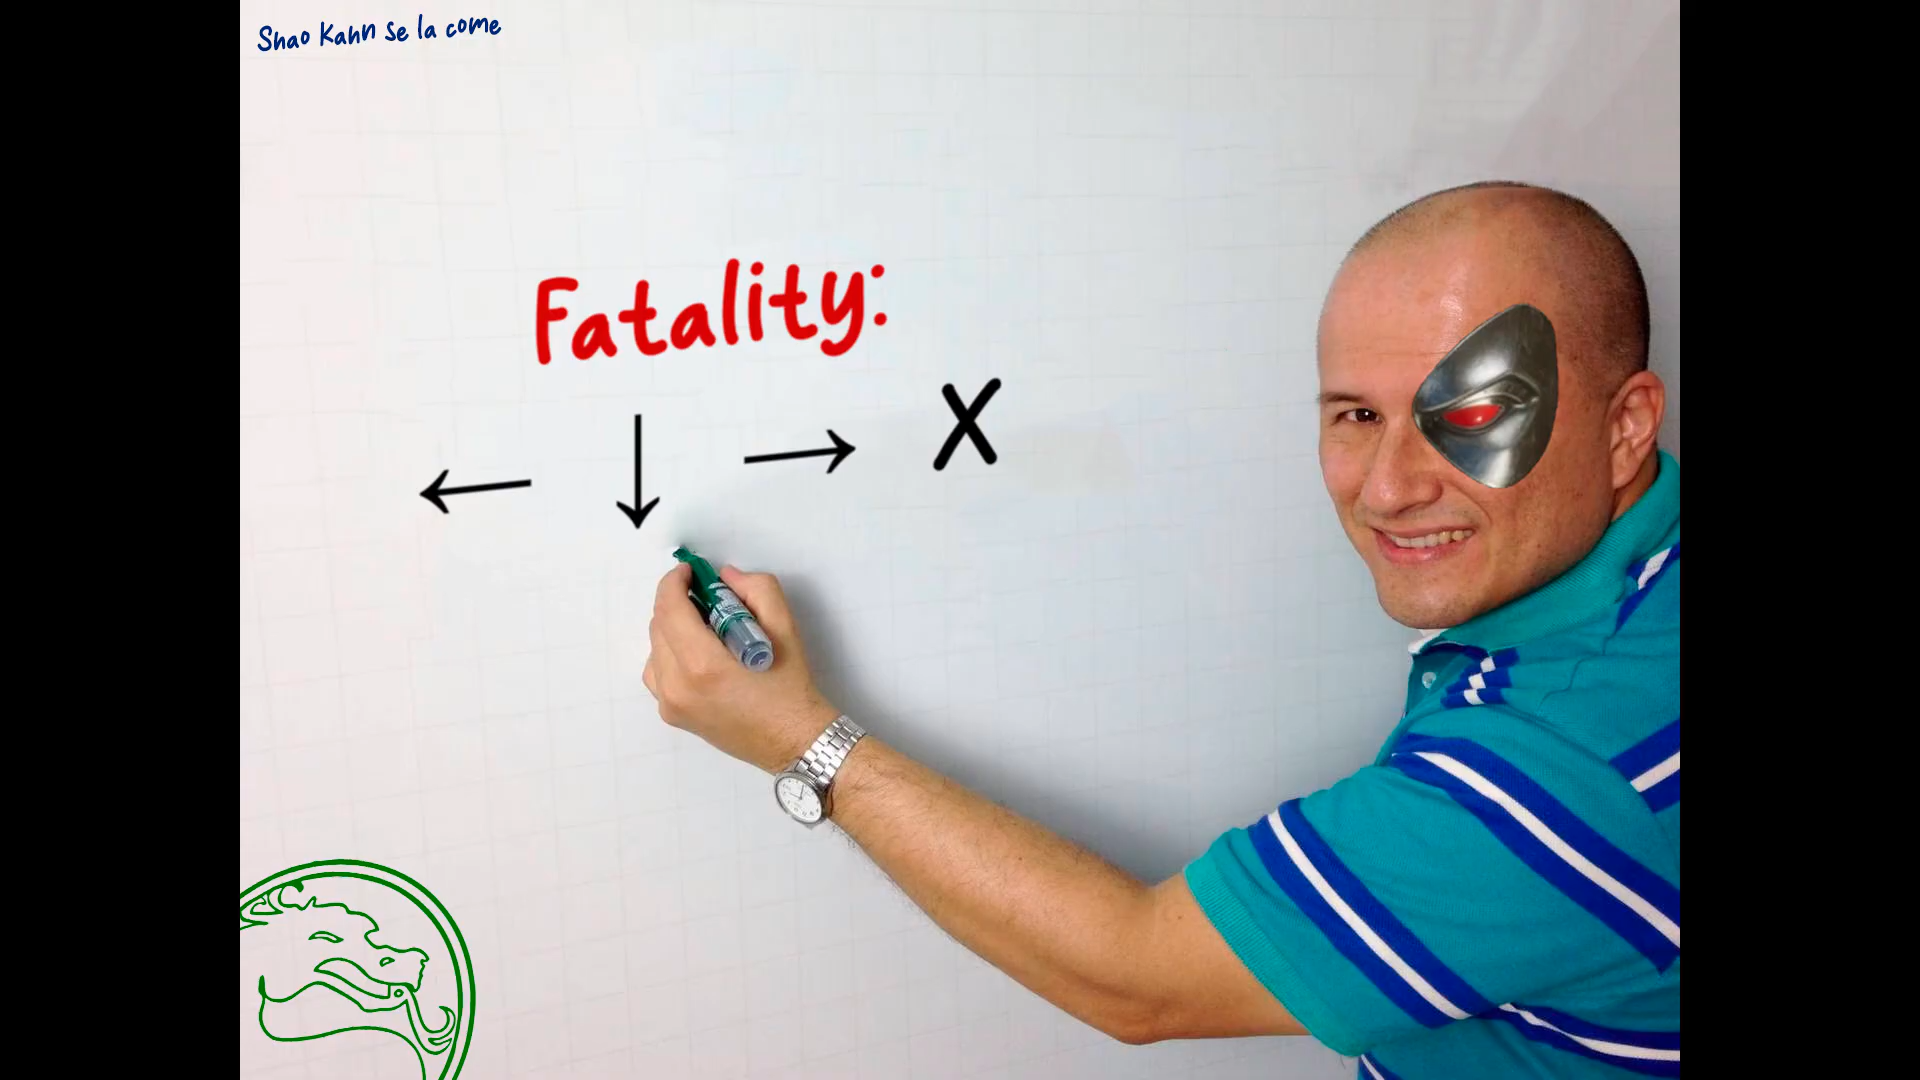 Shao Kahn se la come
Fatality:
← ↓ → X